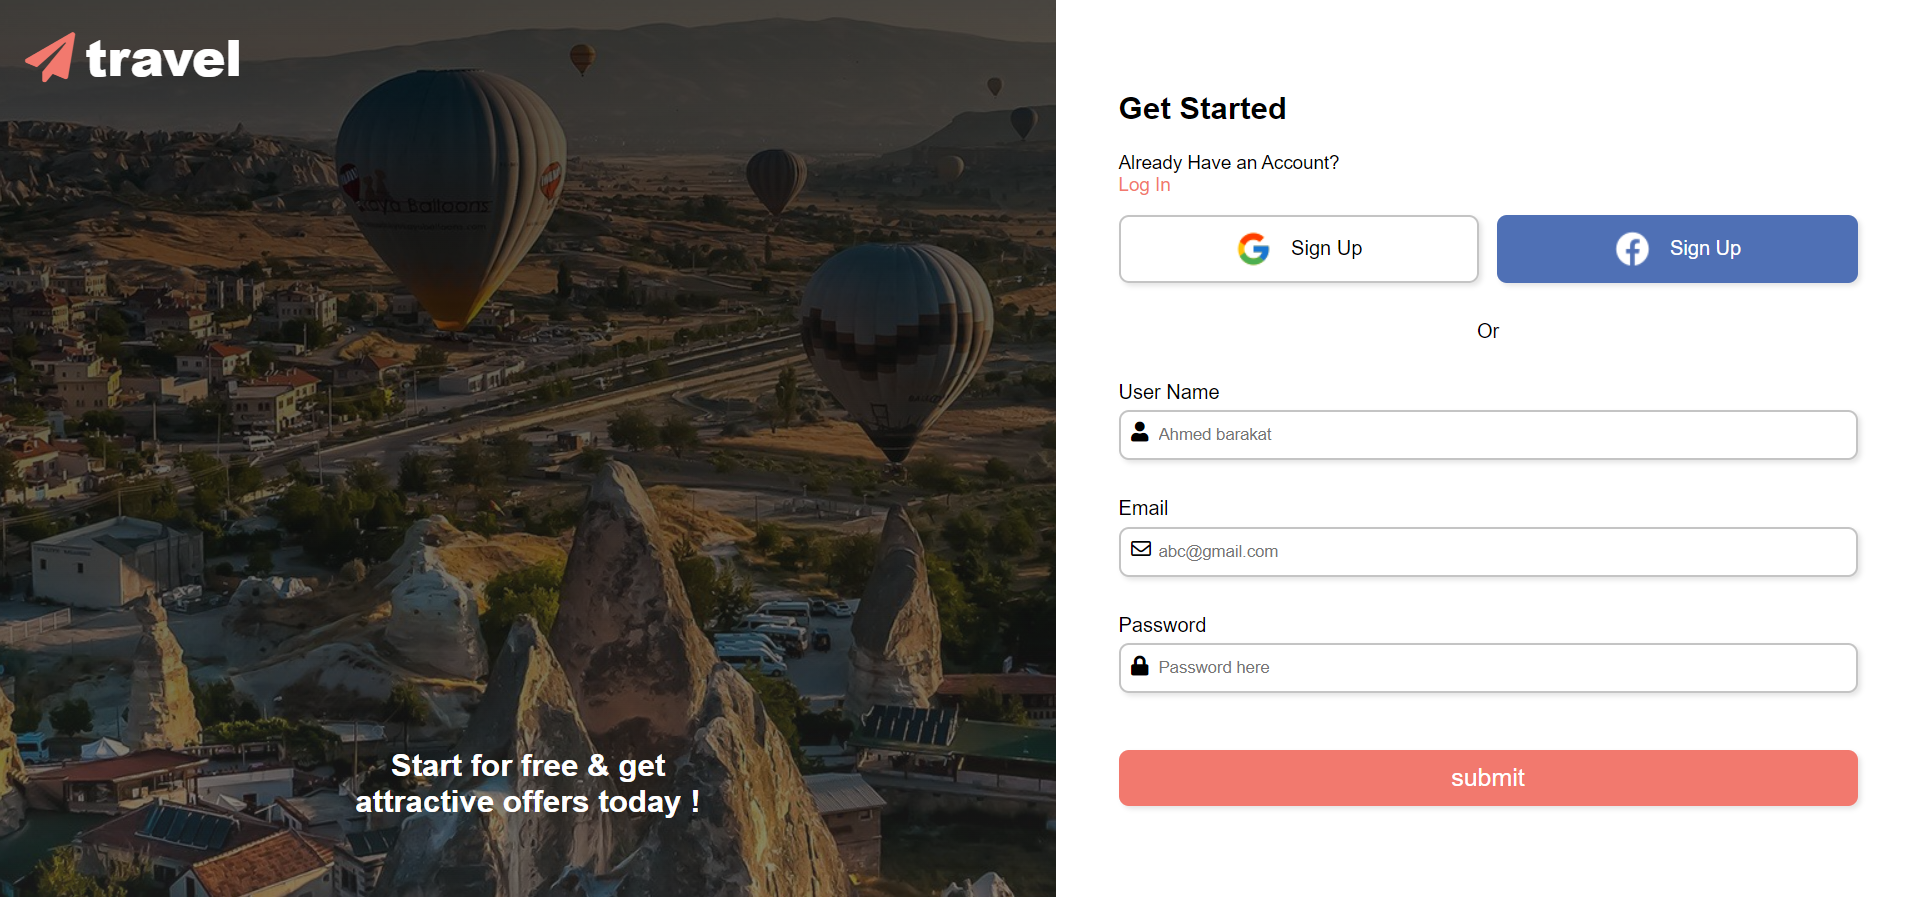 travel
Start for free & get
attractive offers today !
Get Started
Already Have an Account?
Log In
Sign Up
Sign Up
Or
User Name
Ahmed barakat
Email
abc@gmail.com
Password
Password here
submit